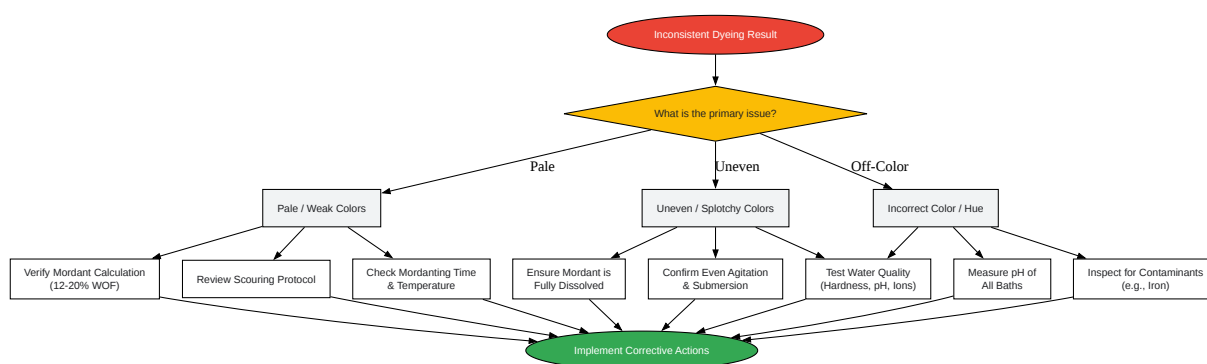 Inconsistent Dyeing Result
What is the primary issue?
Pale
Uneven
Off-Color
Pale / Weak Colors
Uneven / Splotchy Colors
Incorrect Color / Hue
Verify Mordant Calculation
(12-20% WOF)
Review Scouring Protocol
Check Mordanting Time
& Temperature
Ensure Mordant is
Fully Dissolved
Confirm Even Agitation
& Submersion
Test Water Quality
(Hardness, pH, Ions)
Measure pH of
All Baths
Inspect for Contaminants
(e.g., Iron)
Implement Corrective Actions